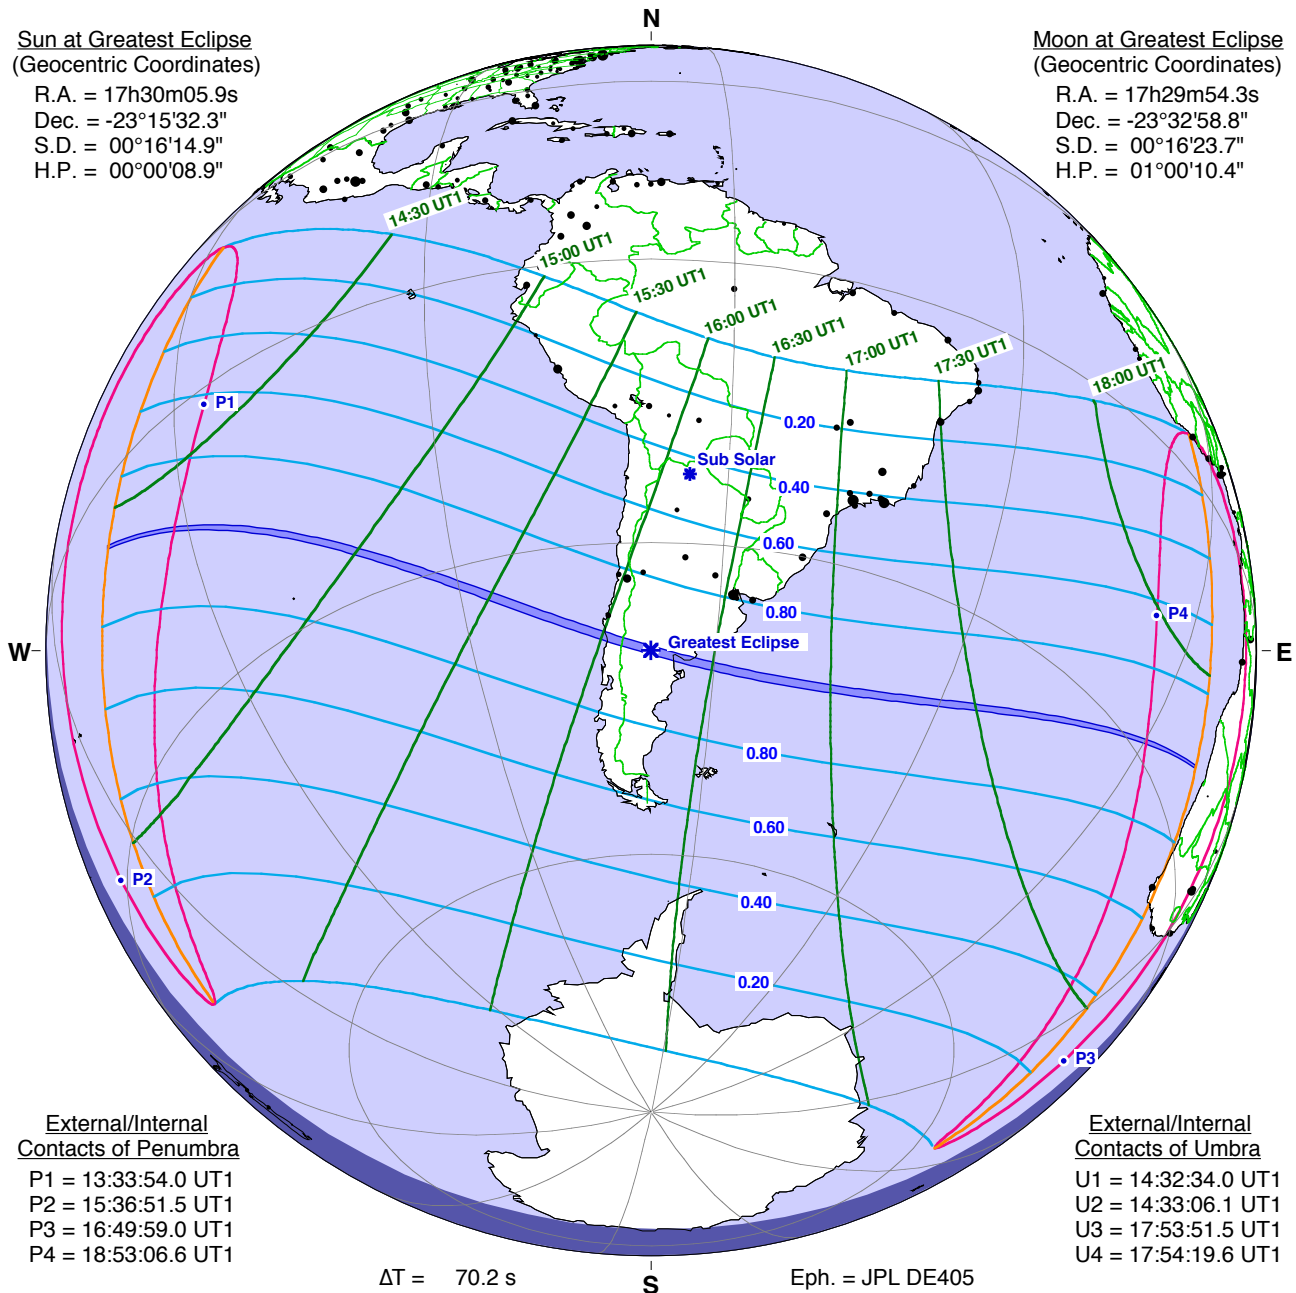 N
Sun at Greatest Eclipse
(Geocentric Coordinates)
R.A. = 17h30m05.9s
Dec. = -23°15'32.3"
S.D. = 00°16'14.9"
H.P. = 00°00'08.9"
Moon at Greatest Eclipse
(Geocentric Coordinates)
R.A. = 17h29m54.3s
Dec. = -23°32'58.8"
S.D. = 00°16'23.7"
H.P. = 01°00'10.4"
14:30 UT1
15:00 UT1
15:30 UT1
16:00 UT1
16:30 UT1
17:00 UT1
17:30 UT1
18:00 UT1
P1
0.20
Sub Solar
0.40
0.60
0.80
P4
W
Greatest Eclipse
E
0.80
0.60
P2
0.40
0.20
P3
External/Internal
Contacts of Penumbra
P1 = 13:33:54.0 UT1
P2 = 15:36:51.5 UT1
P3 = 16:49:59.0 UT1
P4 = 18:53:06.6 UT1
External/Internal
Contacts of Umbra
U1 = 14:32:34.0 UT1
U2 = 14:33:06.1 UT1
U3 = 17:53:51.5 UT1
U4 = 17:54:19.6 UT1
ΔT = 70.2 s
S
Eph. = JPL DE405